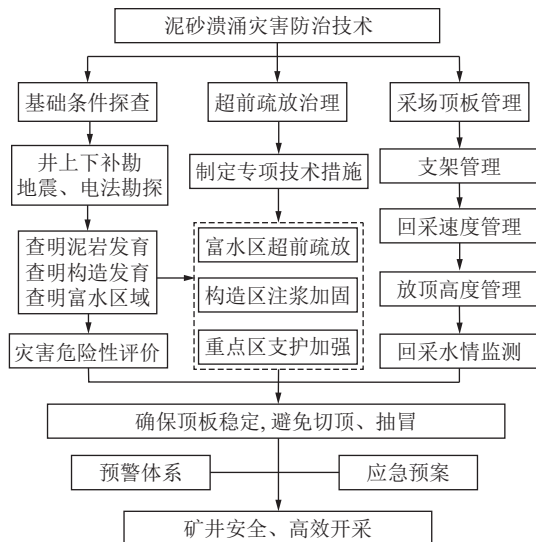 泥砂溃涌灾害防治技术
基础条件探查
超前疏放治理
采场顶板管理
井上下补勘
地震、电法勘探
制定专项技术措施
支架管理
查明泥岩发育
查明构造发育
查明富水区域
富水区超前疏放
构造区注浆加固
重点区支护加强
回采速度管理
放顶高度管理
灾害危险性评价
回采水情监测
确保顶板稳定,避免切顶、抽冒
预警体系
应急预案
矿井安全、高效开采